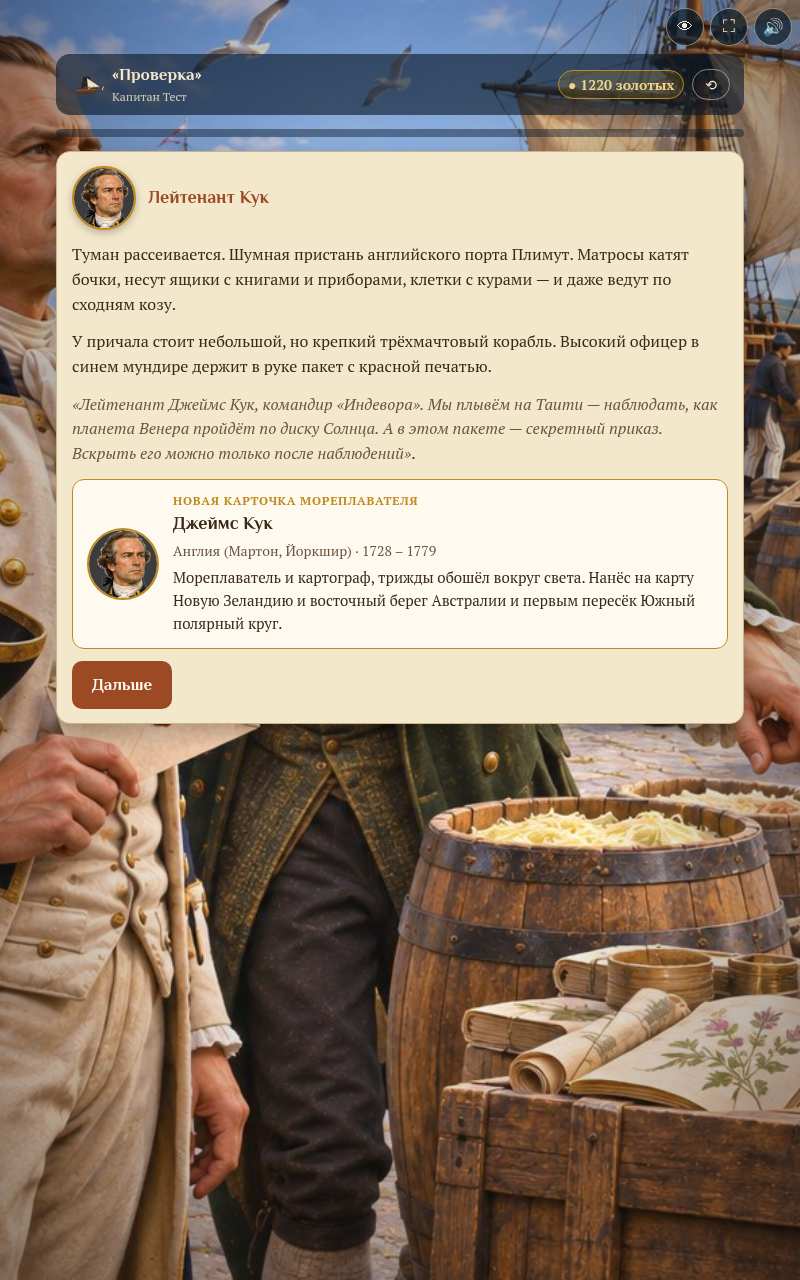 «Проверка»
Капитан Тест
● 1220 золотых
Лейтенант Кук
Туман рассеивается. Шумная пристань английского порта Плимут. Матросы катят
бочки, несут ящики с книгами и приборами, клетки с курами — и даже ведут по
сходням козу.
У причала стоит небольшой, но крепкий трёхмачтовый корабль. Высокий офицер в
синем мундире держит в руке пакет с красной печатью.
«Лейтенант Джеймс Кук, командир «Индевора». Мы плывём на Таити — наблюдать, как
планета Венера пройдёт по диску Солнца. А в этом пакете — секретный приказ.
Вскрыть его можно только после наблюдений».
НОВАЯ КАРТОЧКА МОРЕПЛАВАТЕЛЯ
Джеймс Кук
Англия (Мартон, Йоркшир) · 1728 – 1779
Мореплаватель и картограф, трижды обошёл вокруг света. Нанёс на карту
Новую Зеландию и восточный берег Австралии и первым пересёк Южный
полярный круг.
Дальше